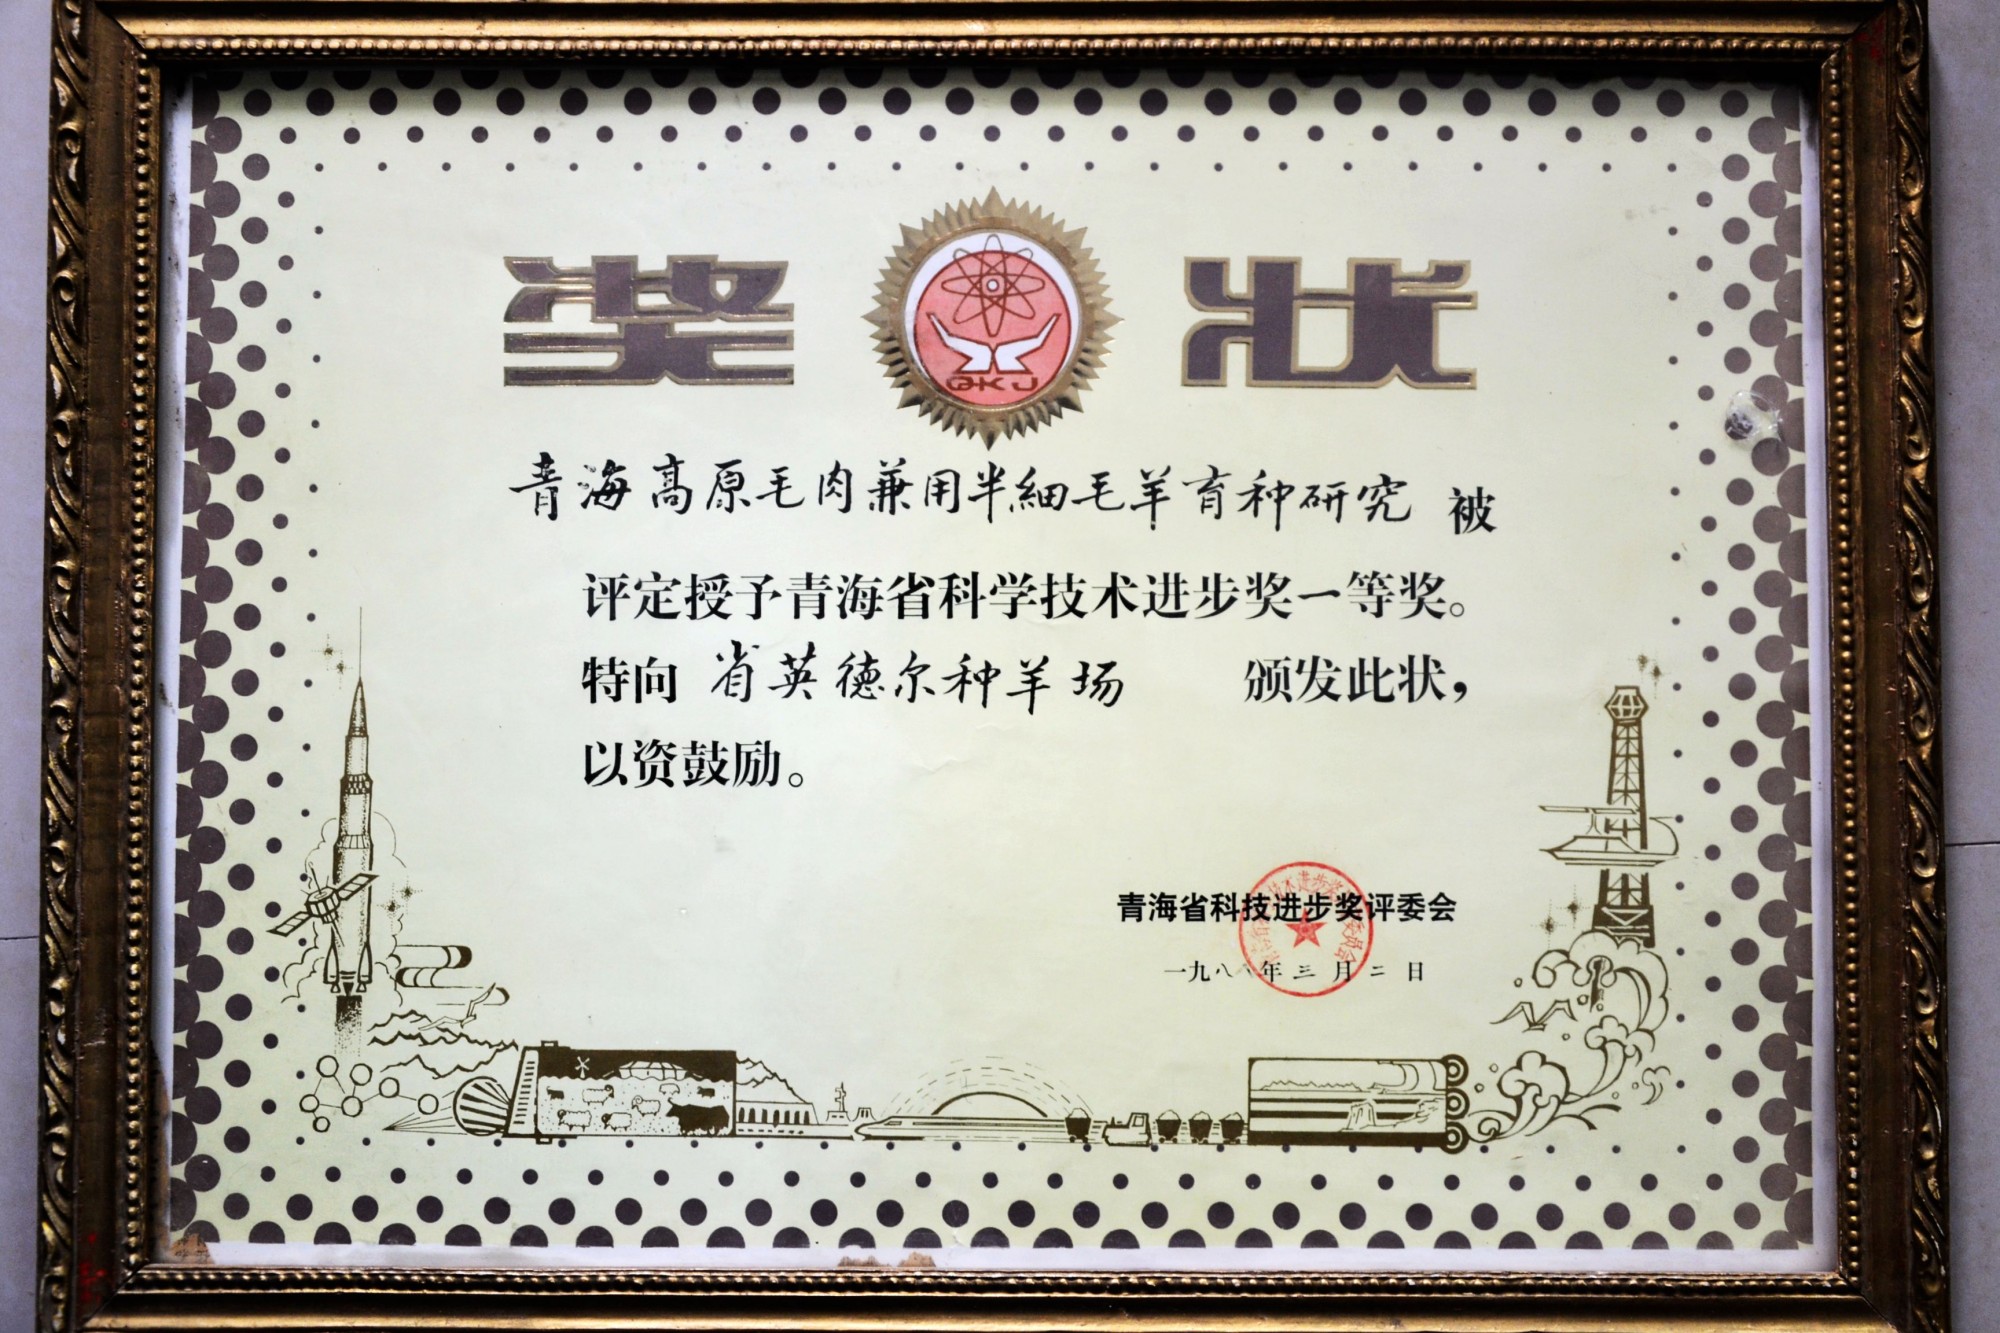 奖 状
QKJ
青海高原毛肉兼用半細毛羊育种研究 被
评定授予青海省科学技术进步奖一等奖。
特向 省英德尔种羊场 颁发此状，
以资鼓励。
青海省科技进步奖评委会
一九八 年三月二日